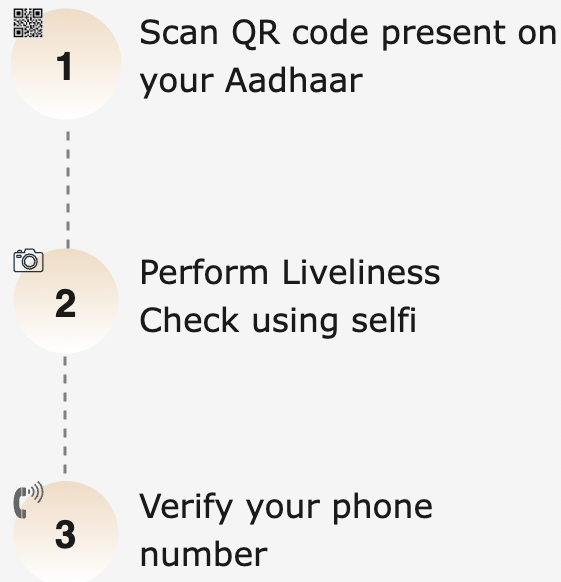 1
Scan QR code present on
your Aadhaar
2
Perform Liveliness
Check using selfi
3
Verify your phone
number